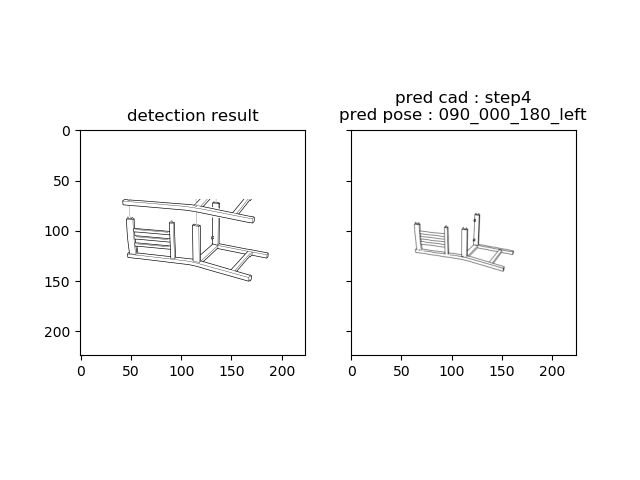 detection result
pred cad : step4
pred pose : 090_000_180_left
0
50
100
150
200
0 50 100 150 200
0 50 100 150 200